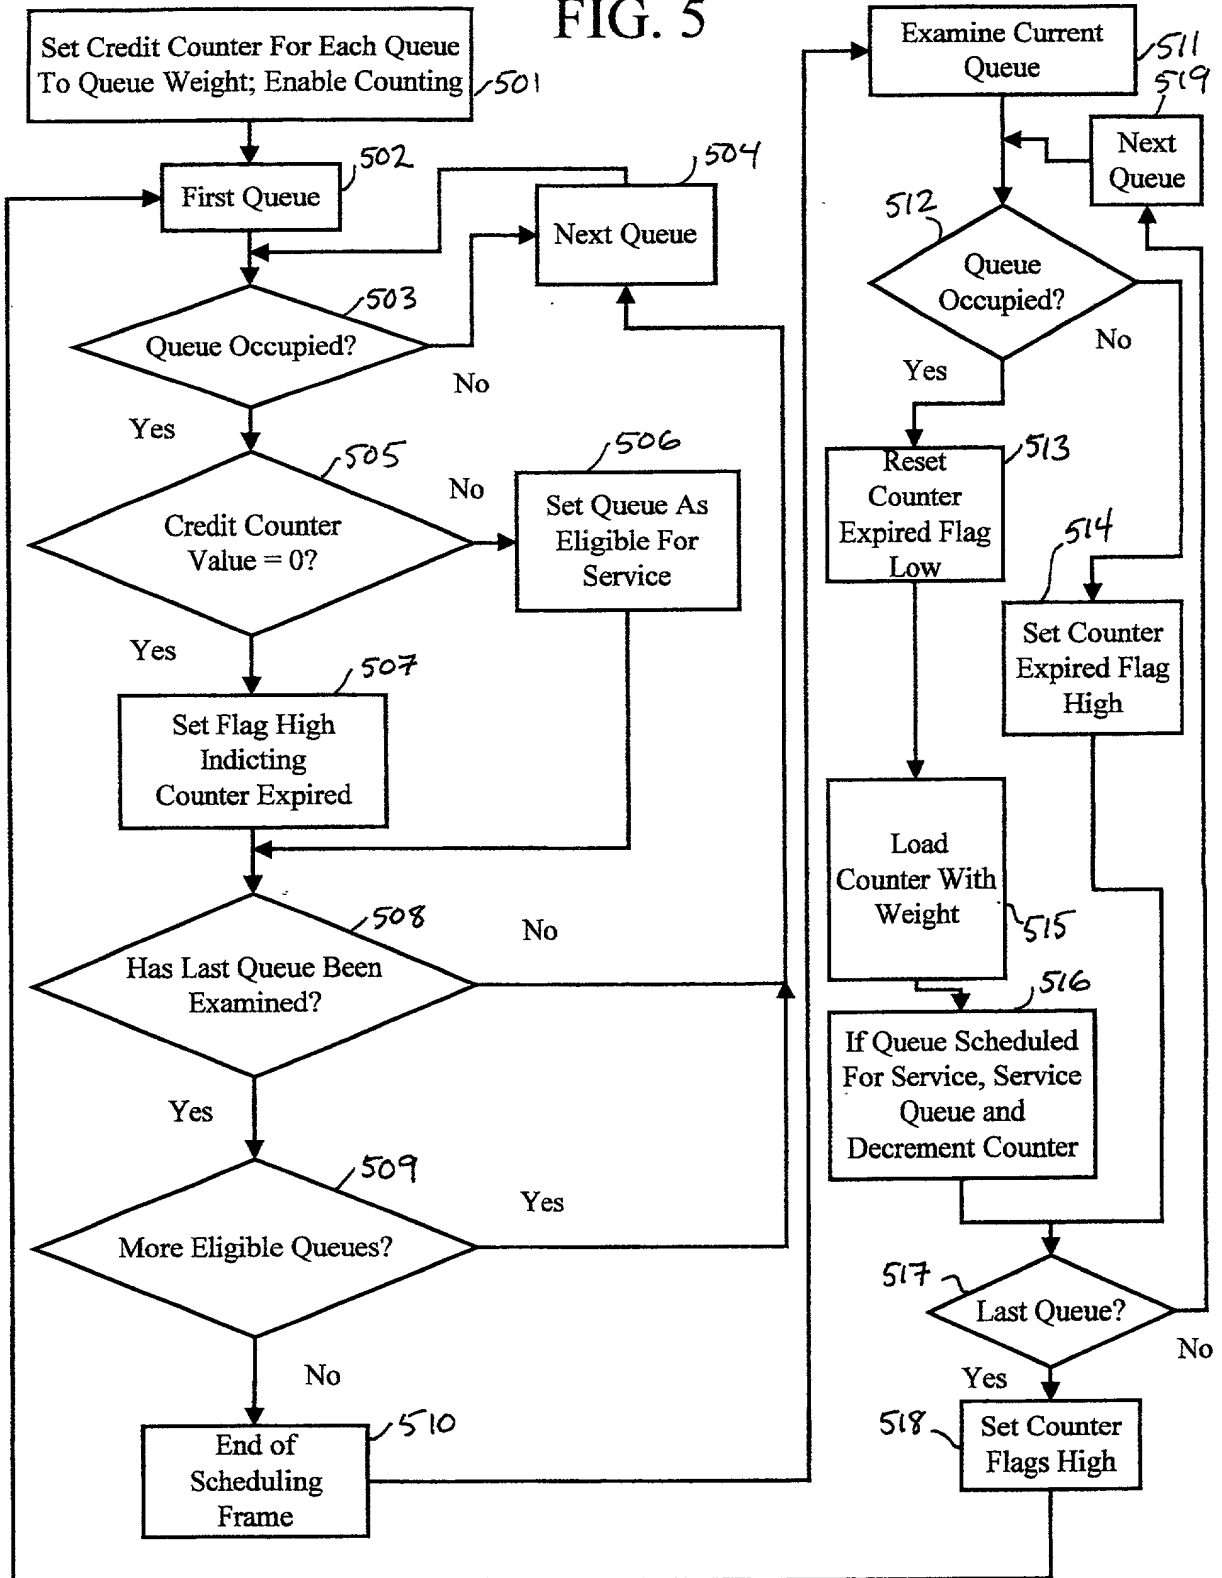 FIG. 5
Set Credit Counter For Each Queue
To Queue Weight; Enable Counting
501
502
First Queue
504
Next Queue
503
Queue Occupied?
No
Yes
505
Credit Counter
Value = 0?
No
506
Set Queue As
Eligible For
Service
Yes
507
Set Flag High
Indicting
Counter Expired
508
Has Last Queue Been
Examined?
No
Yes
509
More Eligible Queues?
Yes
No
510
End of
Scheduling
Frame
Examine Current
Queue
511
519
Next
Queue
512
Queue
Occupied?
No
Yes
513
Reset
Counter
Expired Flag
Low
514
Set Counter
Expired Flag
High
Load
Counter With
Weight
515
516
If Queue Scheduled
For Service, Service
Queue and
Decrement Counter
517
Last Queue?
No
Yes
518
Set Counter
Flags High